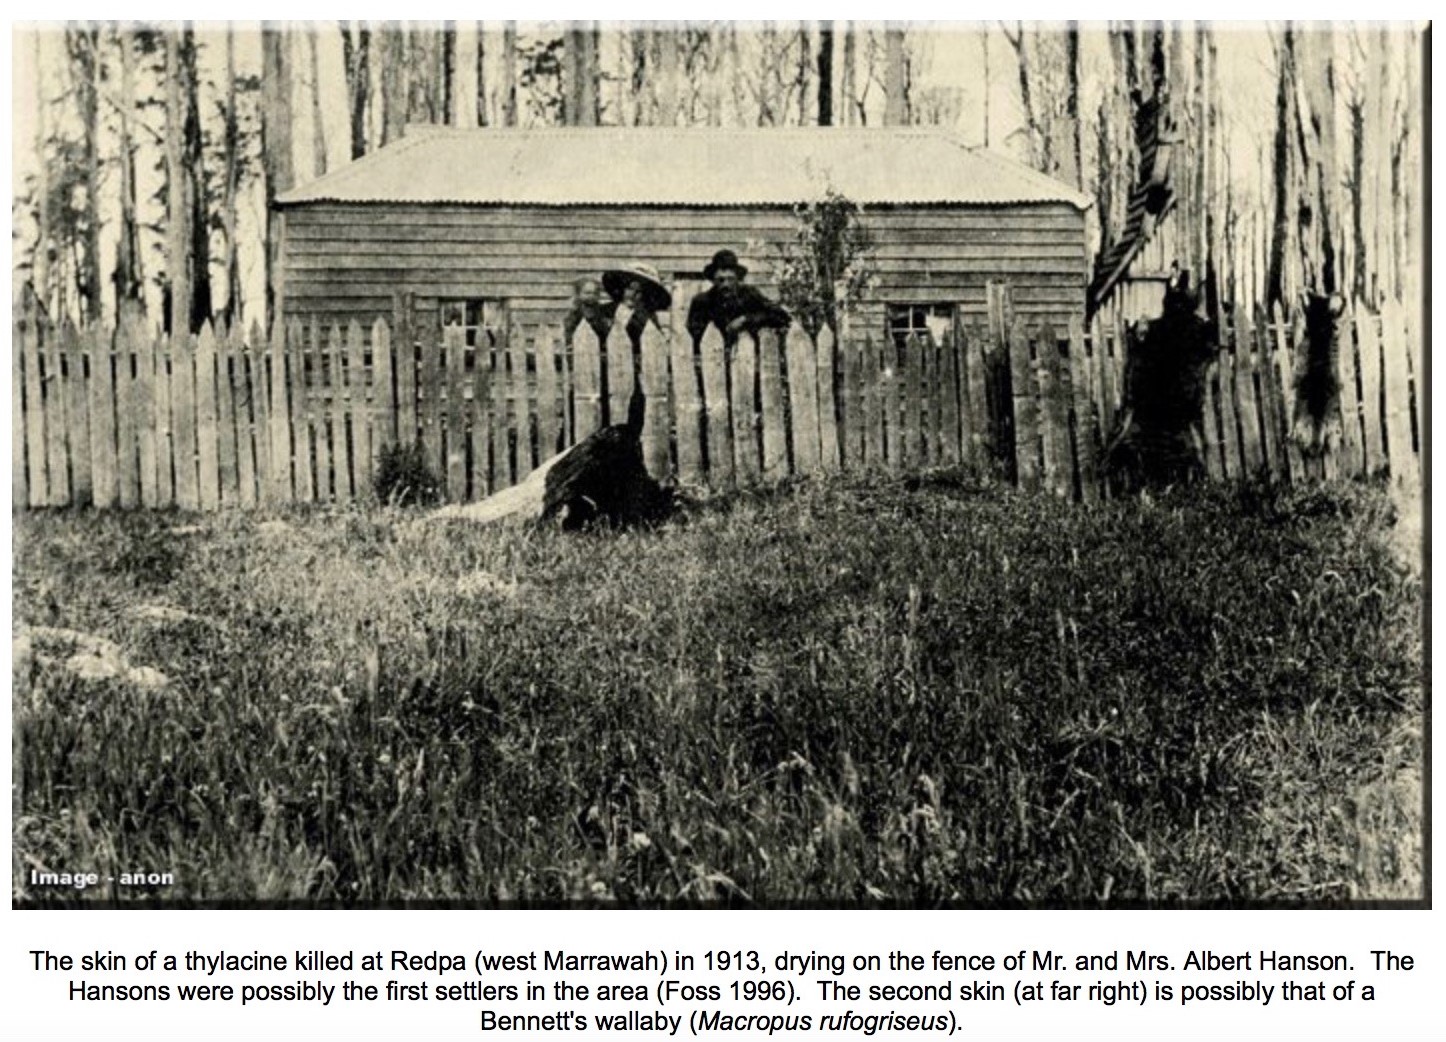 Image - anon
The skin of a thylacine killed at Redpa (west Marrawah) in 1913, drying on the fence of Mr. and Mrs. Albert Hanson.  The
Hansons were possibly the first settlers in the area (Foss 1996).  The second skin (at far right) is possibly that of a
Bennett's wallaby (Macropus rufogriseus).